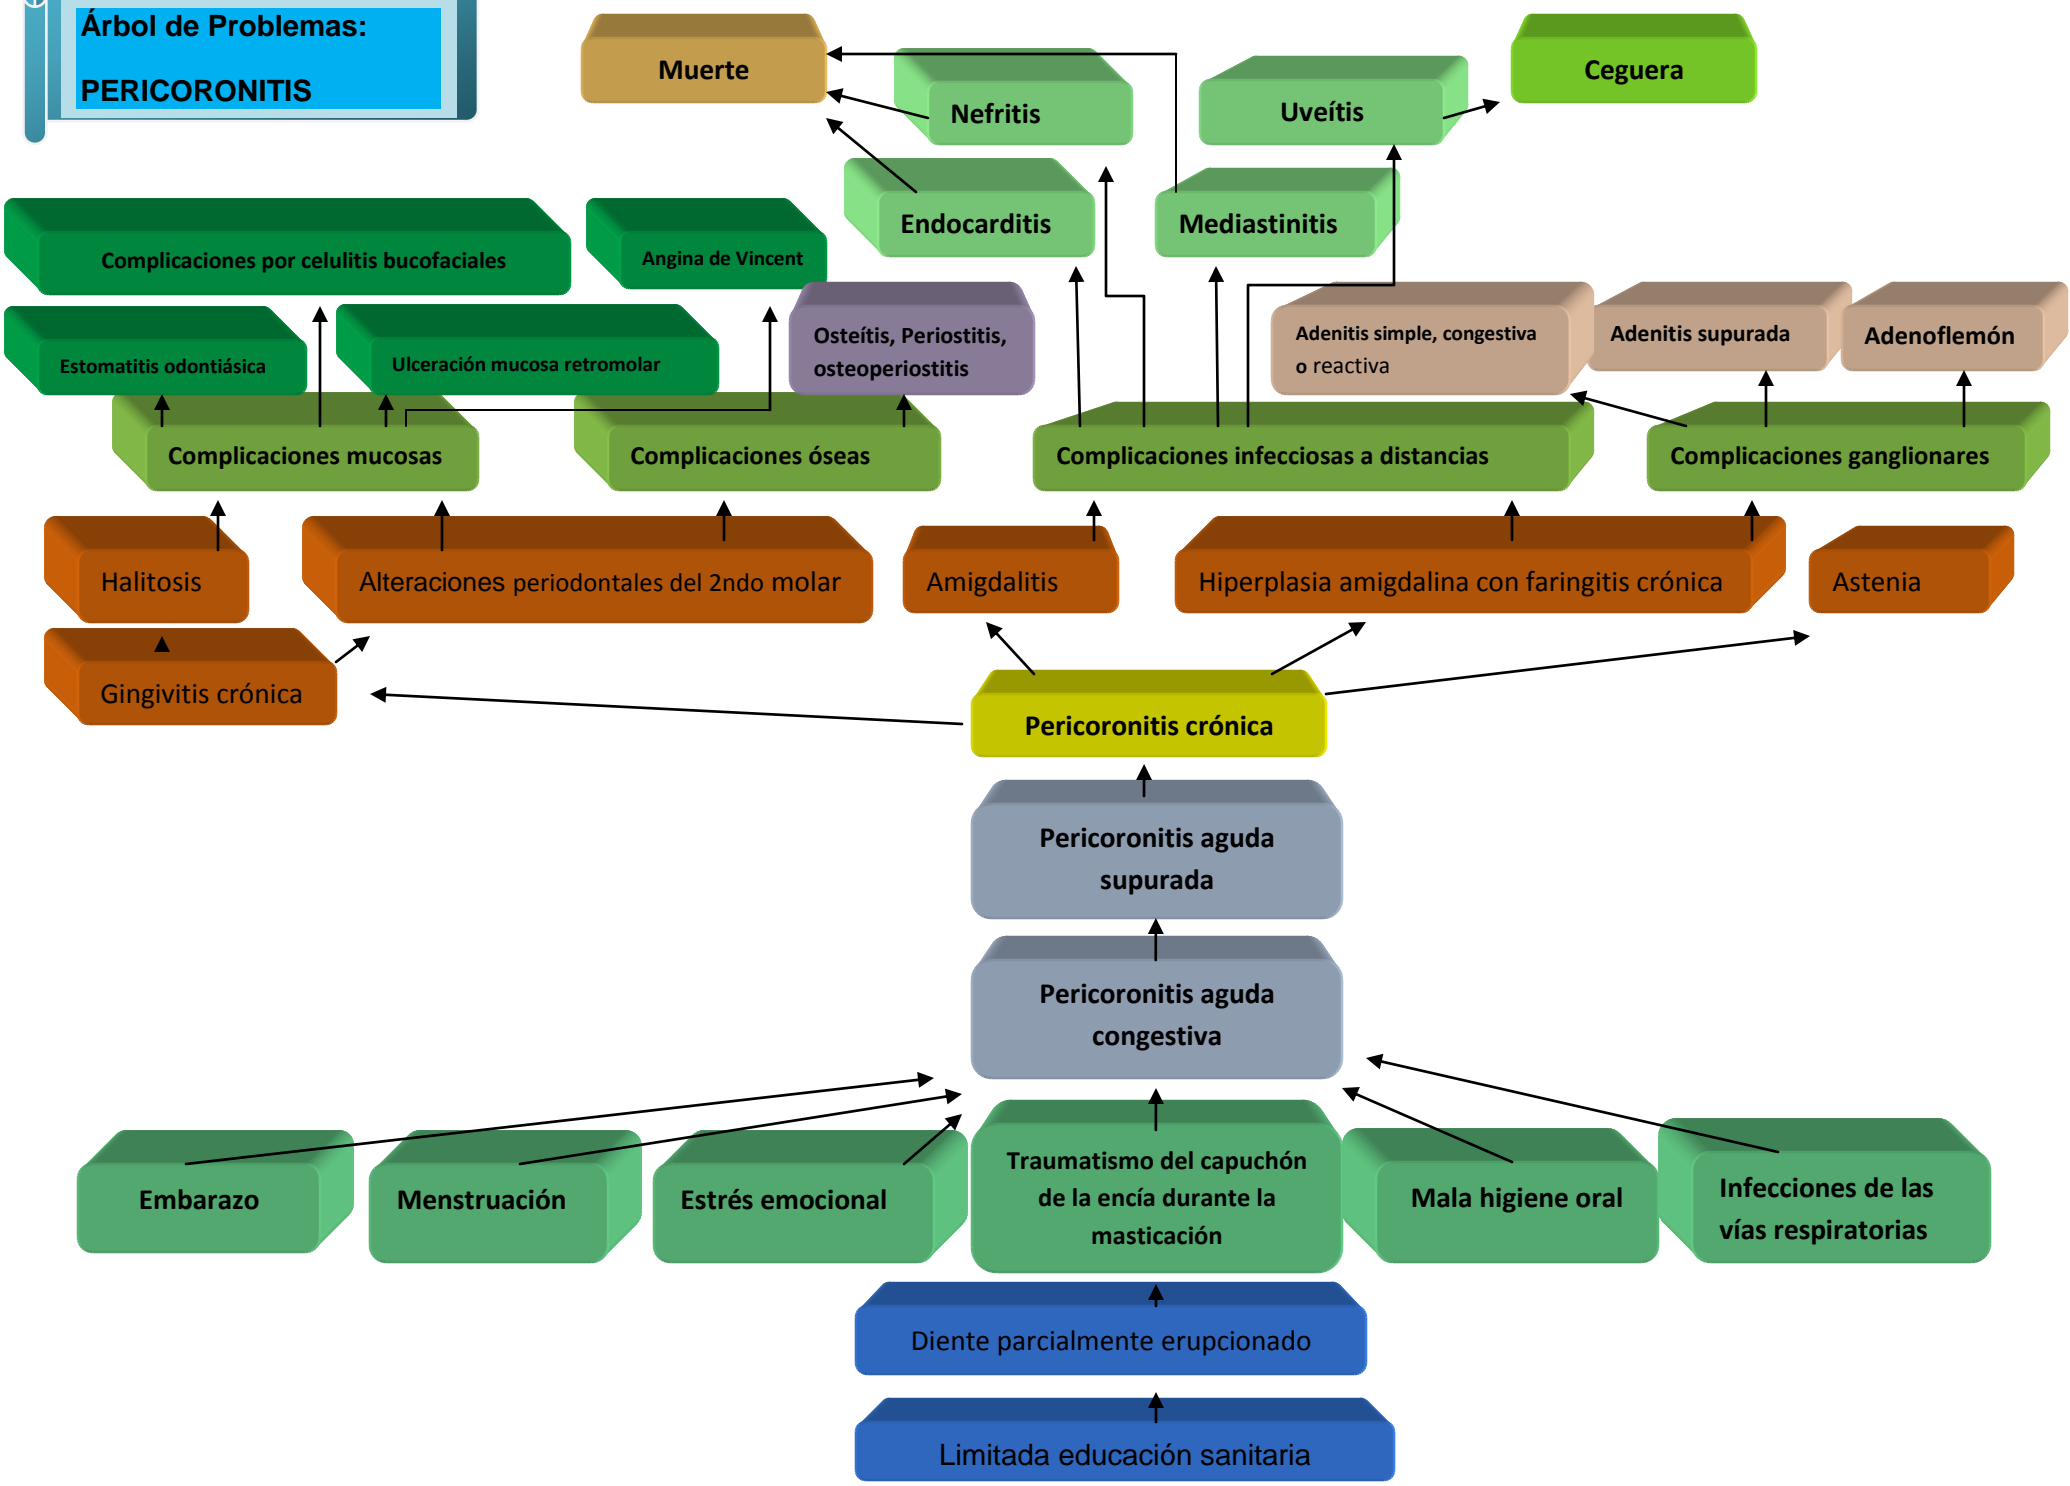 Árbol de Problemas:
PERICORONITIS
Muerte
Ceguera
Nefritis
Uveítis
Endocarditis
Mediastinitis
Complicaciones por celulitis bucofaciales
Angina de Vincent
Estomatitis odontiásica
Ulceración mucosa retromolar
Osteítis, Periostitis,
osteoperiostitis
Adenitis simple, congestiva
o reactiva
Adenitis supurada
Adenoflemón
Complicaciones mucosas
Complicaciones óseas
Complicaciones infecciosas a distancias
Complicaciones ganglionares
Halitosis
Alteraciones periodontales del 2ndo molar
Amigdalitis
Hiperplasia amigdalina con faringitis crónica
Astenia
Gingivitis crónica
Pericoronitis crónica
Pericoronitis aguda
supurada
Pericoronitis aguda
congestiva
Embarazo
Menstruación
Estrés emocional
Traumatismo del capuchón
de la encía durante la
masticación
Mala higiene oral
Infecciones de las
vías respiratorias
Diente parcialmente erupcionado
Limitada educación sanitaria